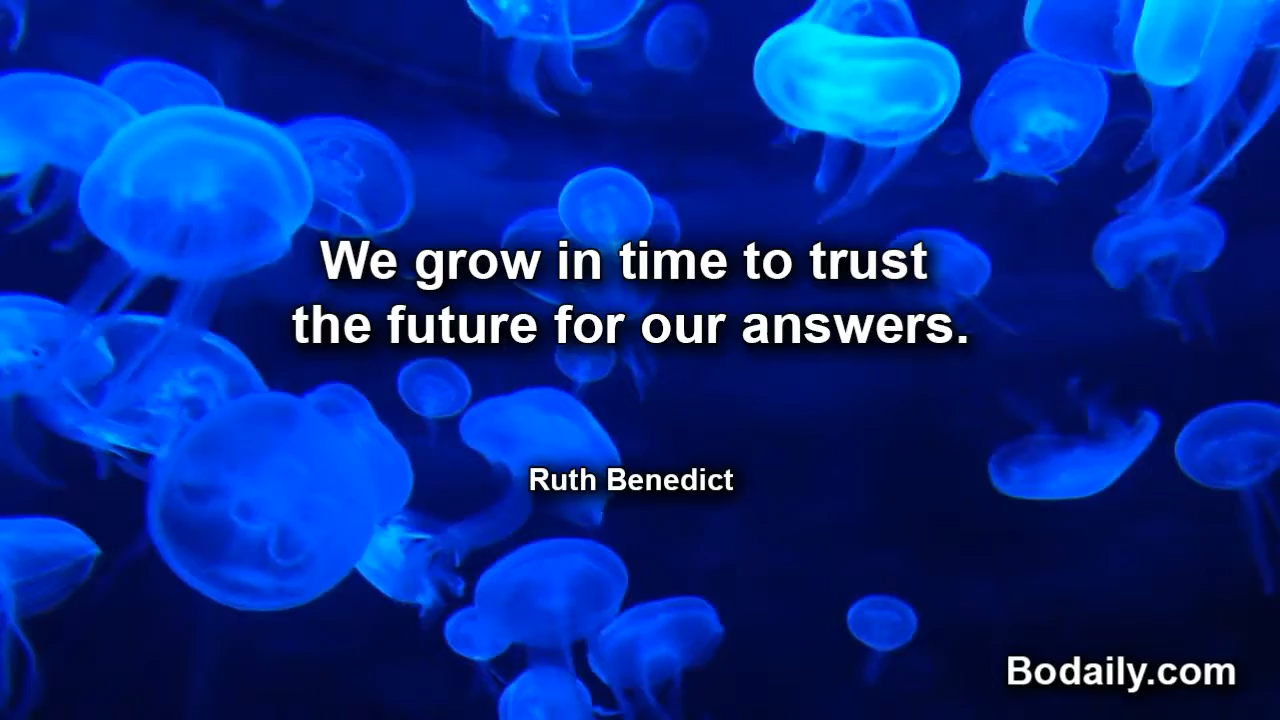 We grow in time to trust
the future for our answers.
Ruth Benedict
Bodaily.com